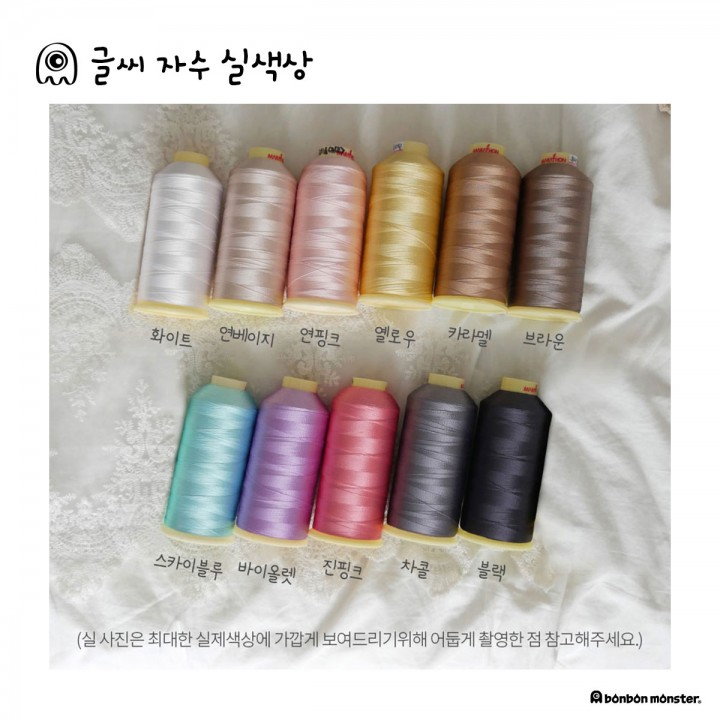 글씨 자수 실색상
화이트 연베이지 연핑크 옐로우 카라멜 브라운
스카이블루 바이올렛 진핑크 차콜 블랙
(실 사진은 최대한 실제색상에 가깝게 보여드리기위해 어둡게 촬영한 점 참고해주세요.)
bónbón mónster®